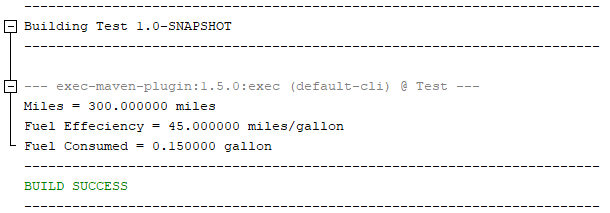 ------------------------------------------------------------------------
Building Test 1.0-SNAPSHOT
------------------------------------------------------------------------
--- exec-maven-plugin:1.5.0:exec (default-cli) @ Test ---
Miles = 300.000000 miles
Fuel Effeciency = 45.000000 miles/gallon
Fuel Consumed = 0.150000 gallon
------------------------------------------------------------------------
BUILD SUCCESS
------------------------------------------------------------------------